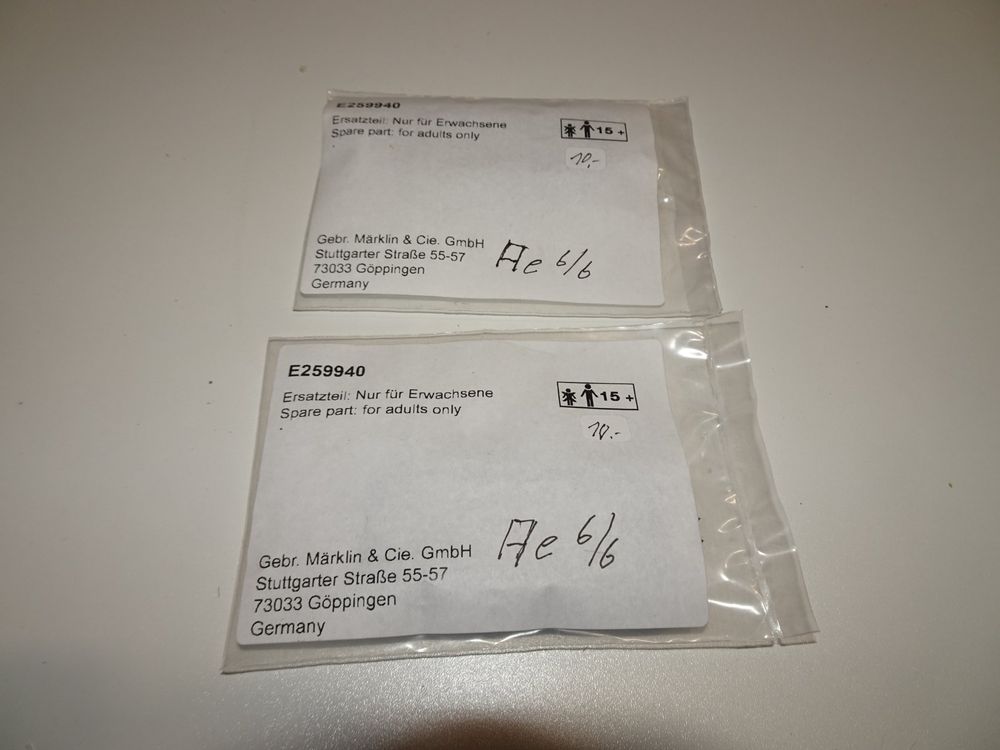 E259940
Ersatzteil: Nur für Erwachsene
Spare part: for adults only
15 +
10.-
Gebr. Märklin & Cie. GmbH
Stuttgarter Straße 55-57
73033 Göppingen
Germany
Ae 6/6
E259940
Ersatzteil: Nur für Erwachsene
Spare part: for adults only
15 +
10.-
Gebr. Märklin & Cie. GmbH
Stuttgarter Straße 55-57
73033 Göppingen
Germany
Ae 6/6